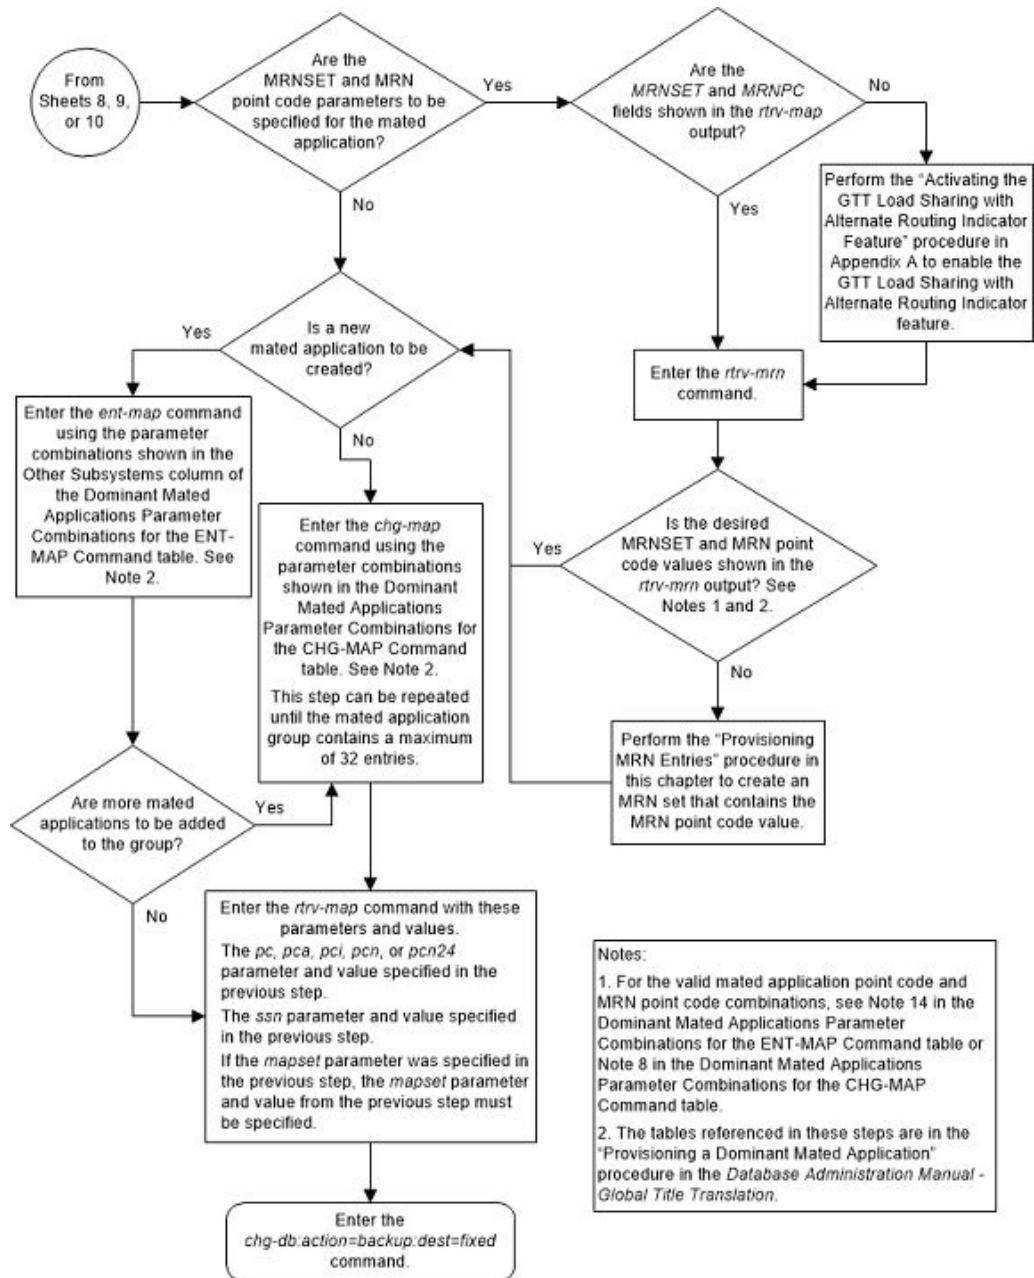 From
Sheets 8, 9,
or 10
Are the
MRNSET and MRN
point code parameters to be
specified for the mated
application?
Yes
Are the
MRNSET and MRNPC
fields shown in the rtrv-map
output?
No
No
Yes
Perform the “Activating the
GTT Load Sharing with
Alternate Routing Indicator
Feature” procedure in
Appendix A to enable the
GTT Load Sharing with
Alternate Routing Indicator
feature.
Is a new
mated application to be
created?
Yes
No
Enter the rtrv-mrn
command.
Enter the ent-map command
using the parameter
combinations shown in the
Other Subsystems column of
the Dominant Mated
Applications Parameter
Combinations for the ENT-
MAP Command table. See
Note 2.
Enter the chg-map
command using the
parameter combinations
shown in the Dominant
Mated Applications
Parameter Combinations for
the CHG-MAP Command
table. See Note 2.
This step can be repeated
until the mated application
group contains a maximum
of 32 entries.
Is the desired
MRNSET and MRN point
code values shown in the
rtrv-mrn output? See
Notes 1 and 2.
Yes
No
Perform the “Provisioning
MRN Entries” procedure in
this chapter to create an
MRN set that contains the
MRN point code value.
Are more mated
applications to be added
to the group?
Yes
No
Enter the rtrv-map command with these
parameters and values.
The pc, pca, pci, pcn, or pcn24
parameter and value specified in the
previous step.
The ssn parameter and value specified
in the previous step.
If the mapset parameter was specified in
the previous step, the mapset parameter
and value from the previous step must
be specified.
Notes:
1. For the valid mated application point code and
MRN point code combinations, see Note 14 in the
Dominant Mated Applications Parameter
Combinations for the ENT-MAP Command table or
Note 8 in the Dominant Mated Applications
Parameter Combinations for the CHG-MAP
Command table.
2. The tables referenced in these steps are in the
“Provisioning a Dominant Mated Application”
procedure in the Database Administration Manual -
Global Title Translation.
Enter the
chg-db:action=backup:dest=fixed
command.